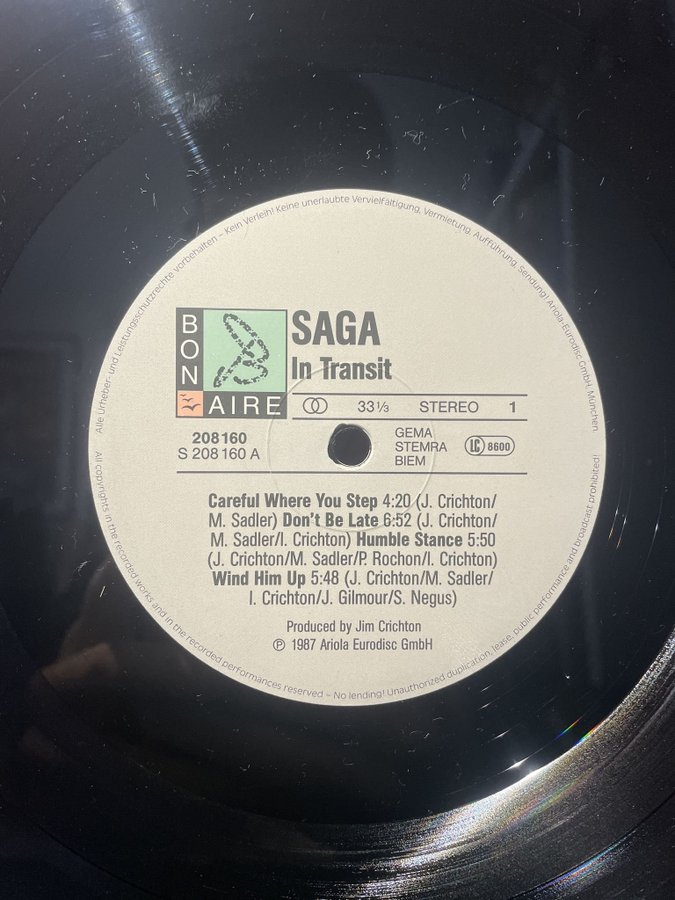 Alle Urheber- und Leistungsschutzrechte vorbehalten – Kein Verleih! Keine unerlaubte Vervielfältigung, Vermietung, Aufführung, Sendung! Ariola-Eurodisc GmbH, München.
BON
AIRE
SAGA
In Transit
33⅓ STEREO 1
208160
S 208 160 A
GEMA
STEMRA
BIEM
LC 8600
Careful Where You Step 4:20 (J. Crichton/
M. Sadler) Don't Be Late 6:52 (J. Crichton/
M. Sadler/I. Crichton) Humble Stance 5:50
(J. Crichton/M. Sadler/P. Rochon/I. Crichton)
Wind Him Up 5:48 (J. Crichton/M. Sadler/
I. Crichton/J. Gilmour/S. Negus)
Produced by Jim Crichton
Ⓟ 1987 Ariola Eurodisc GmbH
All copyrights in the recorded works and in the recorded performances reserved – No lending! Unauthorized duplication, lease, public performance and broadcast prohibited!